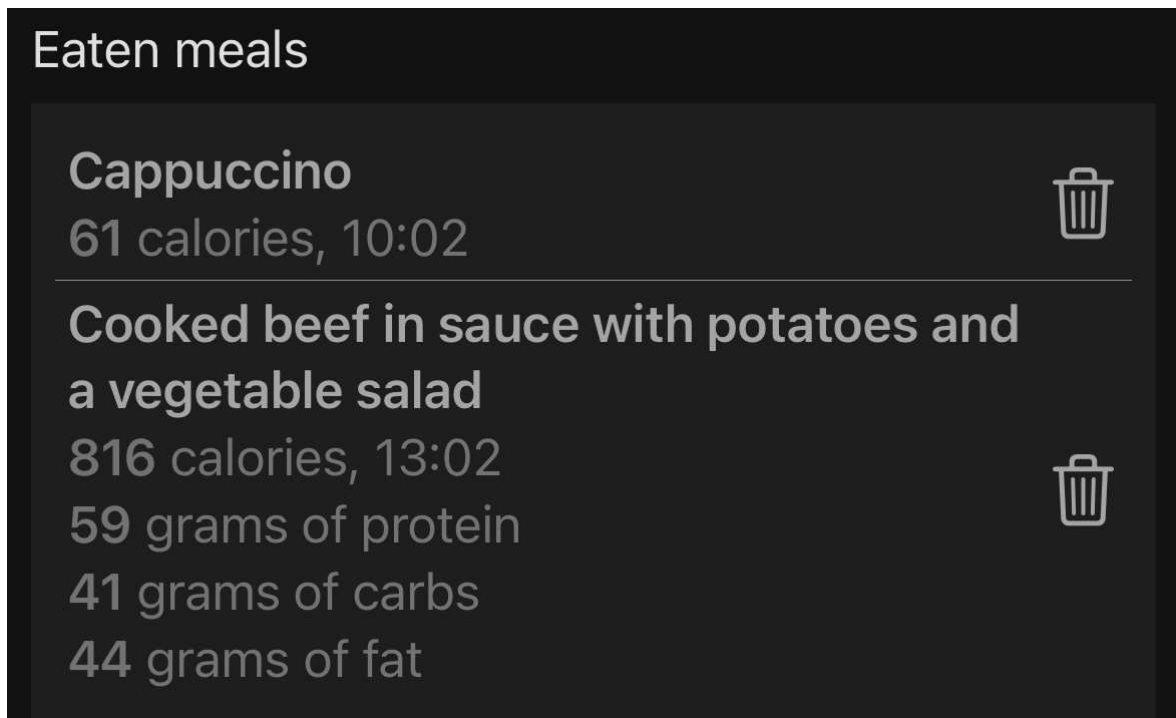 Eaten meals
Cappuccino
61 calories, 10:02
Cooked beef in sauce with potatoes and
a vegetable salad
816 calories, 13:02
59 grams of protein
41 grams of carbs
44 grams of fat